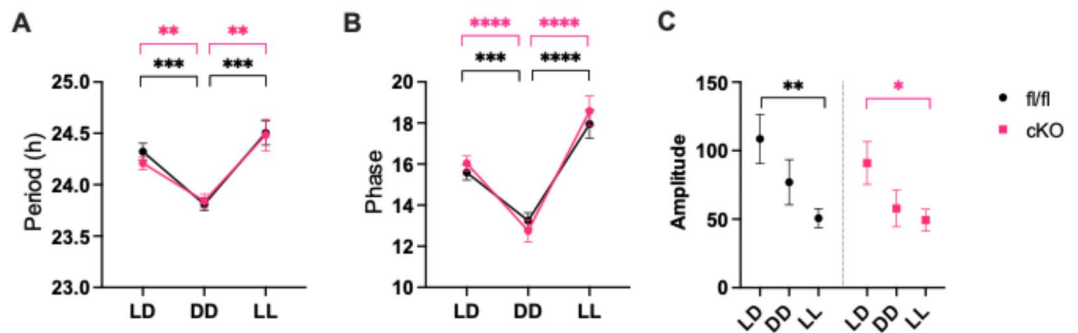 A
** **
*** ***
Period (h)
25.0
24.5
24.0
23.5
23.0
LD DD LL
B
**** ****
*** ****
Phase
20
18
16
14
12
10
LD DD LL
C
** *
Amplitude
150
100
50
0
LD DD LL LD DD LL
fl/fl
cKO